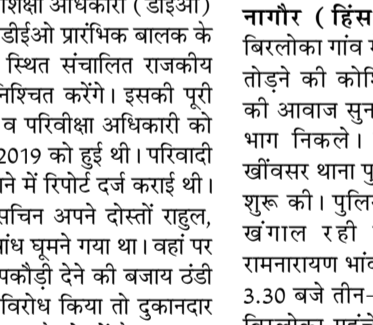 शिक्षा अधिकारी (डीइओ)
डीईओ प्रारंभिक बालक के
स्थित संचालित राजकीय
निश्चित करेंगे। इसकी पूरी
व परिवीक्षा अधिकारी को
2019 को हुई थी। परिवादी
ने में रिपोर्ट दर्ज कराई थी।
सचिन अपने दोस्तों राहुल,
बांध घूमने गया था। वहां पर
पकौड़ी देने की बजाय ठंडी
विरोध किया तो दुकानदार
नागौर (हिंस
बिरलोका गांव
तोड़ने की कोशि
की आवाज सुन
भाग निकले।
खींवसर थाना पु
शुरू की। पुलि
खंगाल रही
रामनारायण भां
3.30 बजे तीन-